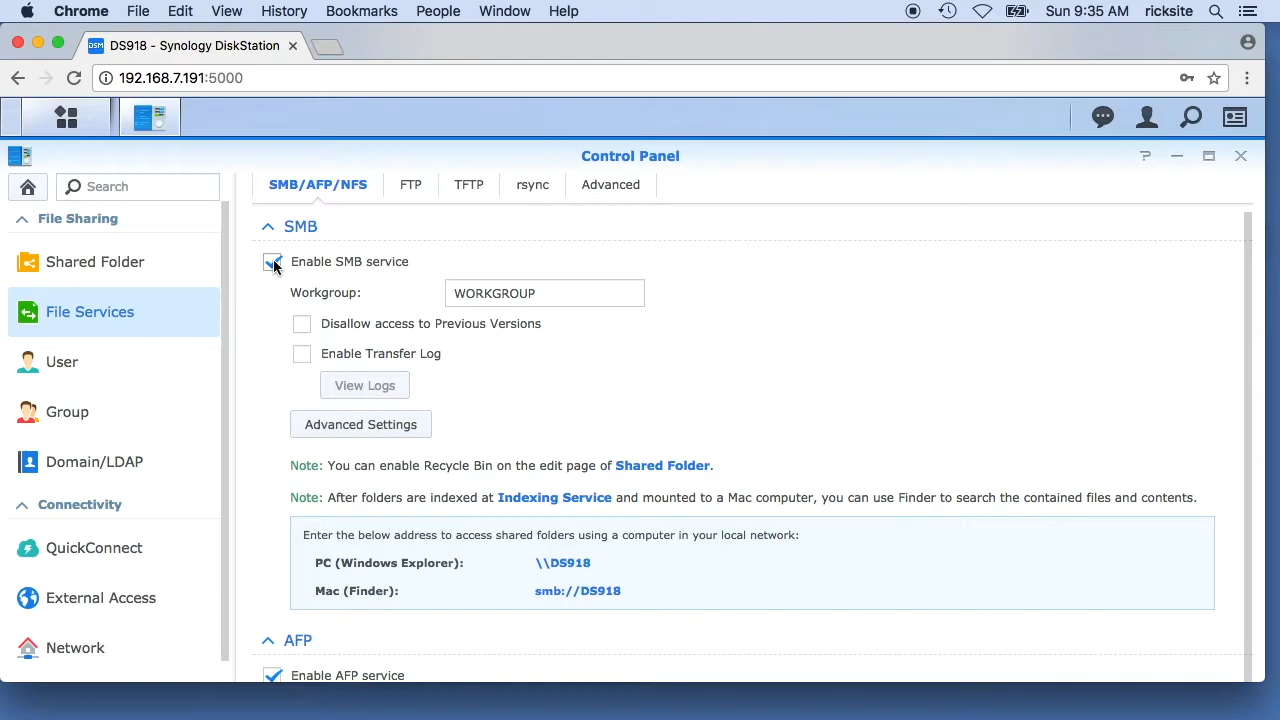 Chrome File Edit View History Bookmarks People Window Help Sun 9:35 AM ricksite
DSM DS918 - Synology DiskStation
192.168.7.191:5000
Control Panel
Search
SMB/AFP/NFS FTP TFTP rsync Advanced
File Sharing
Shared Folder
File Services
User
Group
Domain/LDAP
Connectivity
QuickConnect
External Access
Network
SMB
Enable SMB service
Workgroup: WORKGROUP
Disallow access to Previous Versions
Enable Transfer Log
View Logs
Advanced Settings
Note: You can enable Recycle Bin on the edit page of Shared Folder.
Note: After folders are indexed at Indexing Service and mounted to a Mac computer, you can use Finder to search the contained files and contents.
Enter the below address to access shared folders using a computer in your local network:
PC (Windows Explorer): \\DS918
Mac (Finder): smb://DS918
AFP
Enable AFP service